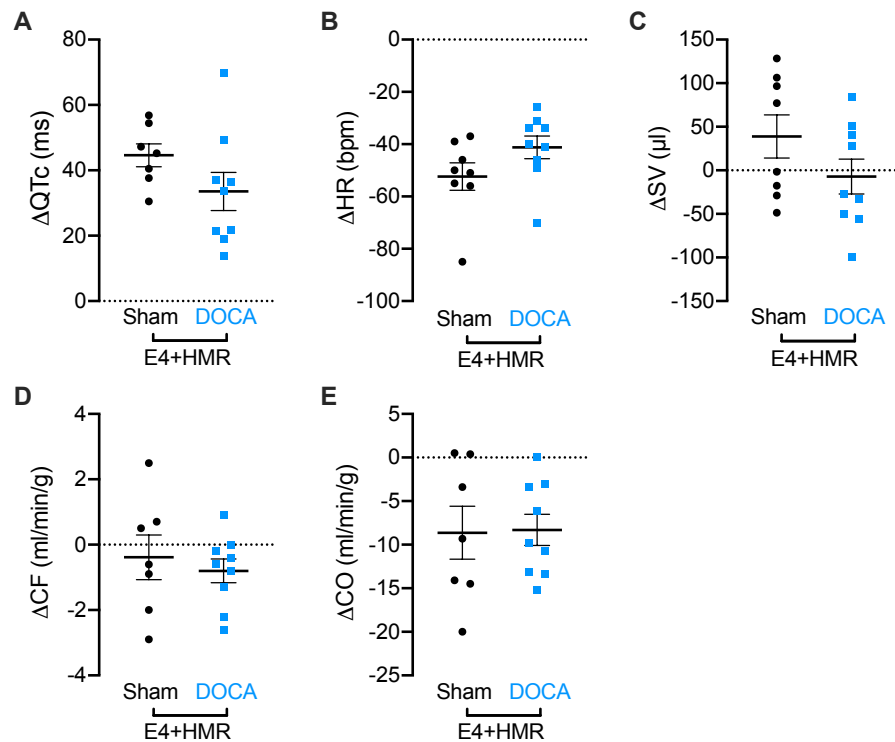 A
ΔQTc (ms)
80
60
40
20
0
Sham DOCA
E4+HMR
B
ΔHR (bpm)
0
-20
-40
-60
-80
-100
Sham DOCA
E4+HMR
C
ΔSV (µl)
150
100
50
0
-50
-100
-150
Sham DOCA
E4+HMR
D
ΔCF (ml/min/g)
4
2
0
-2
-4
Sham DOCA
E4+HMR
E
ΔCO (ml/min/g)
5
0
-5
-10
-15
-20
-25
Sham DOCA
E4+HMR